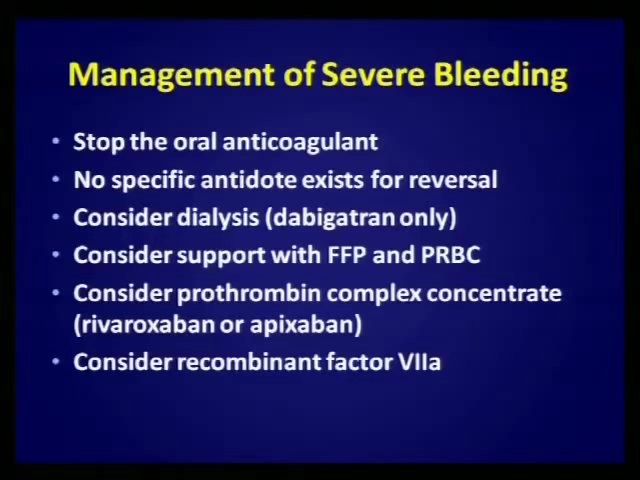 Management of Severe Bleeding
• Stop the oral anticoagulant
• No specific antidote exists for reversal
• Consider dialysis (dabigatran only)
• Consider support with FFP and PRBC
• Consider prothrombin complex concentrate
(rivaroxaban or apixaban)
• Consider recombinant factor VIIa